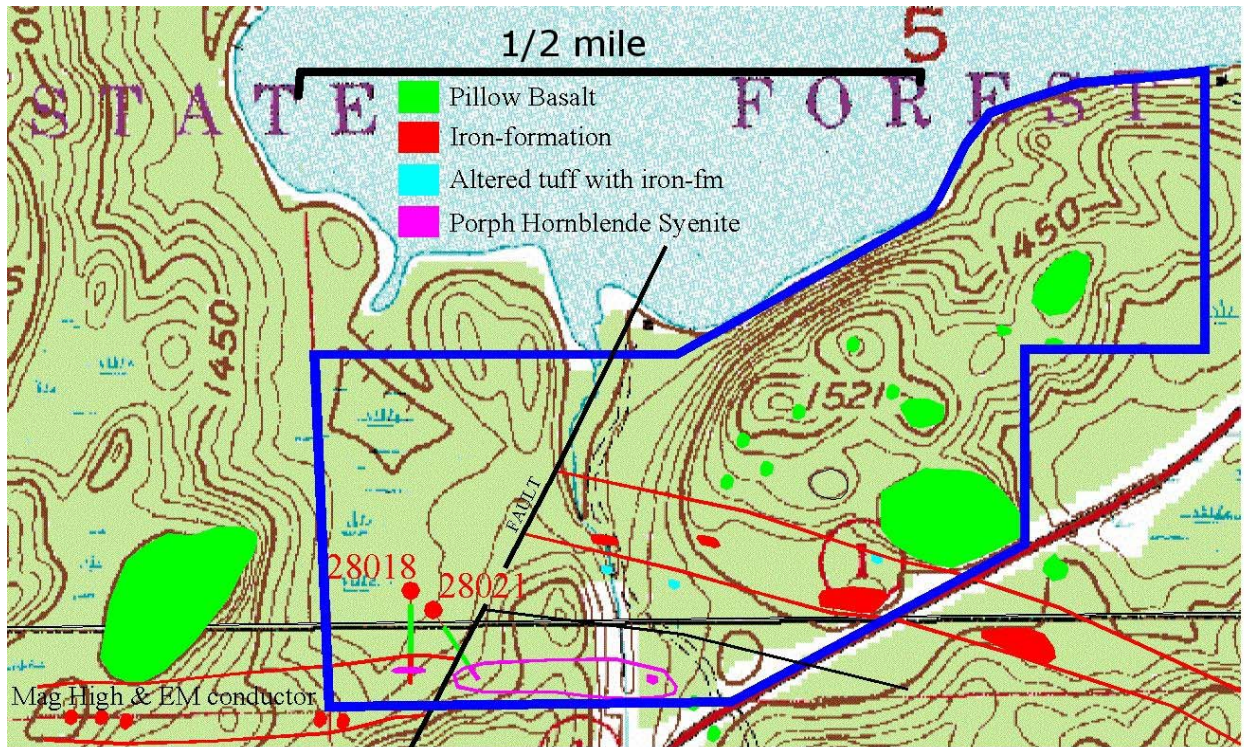 1/2 mile
5
STATE FOREST
Pillow Basalt
Iron-formation
Altered tuff with iron-fm
Porph Hornblende Syenite
1450
1450
1521
FAULT
1
28018
28021
Mag High & EM conductor